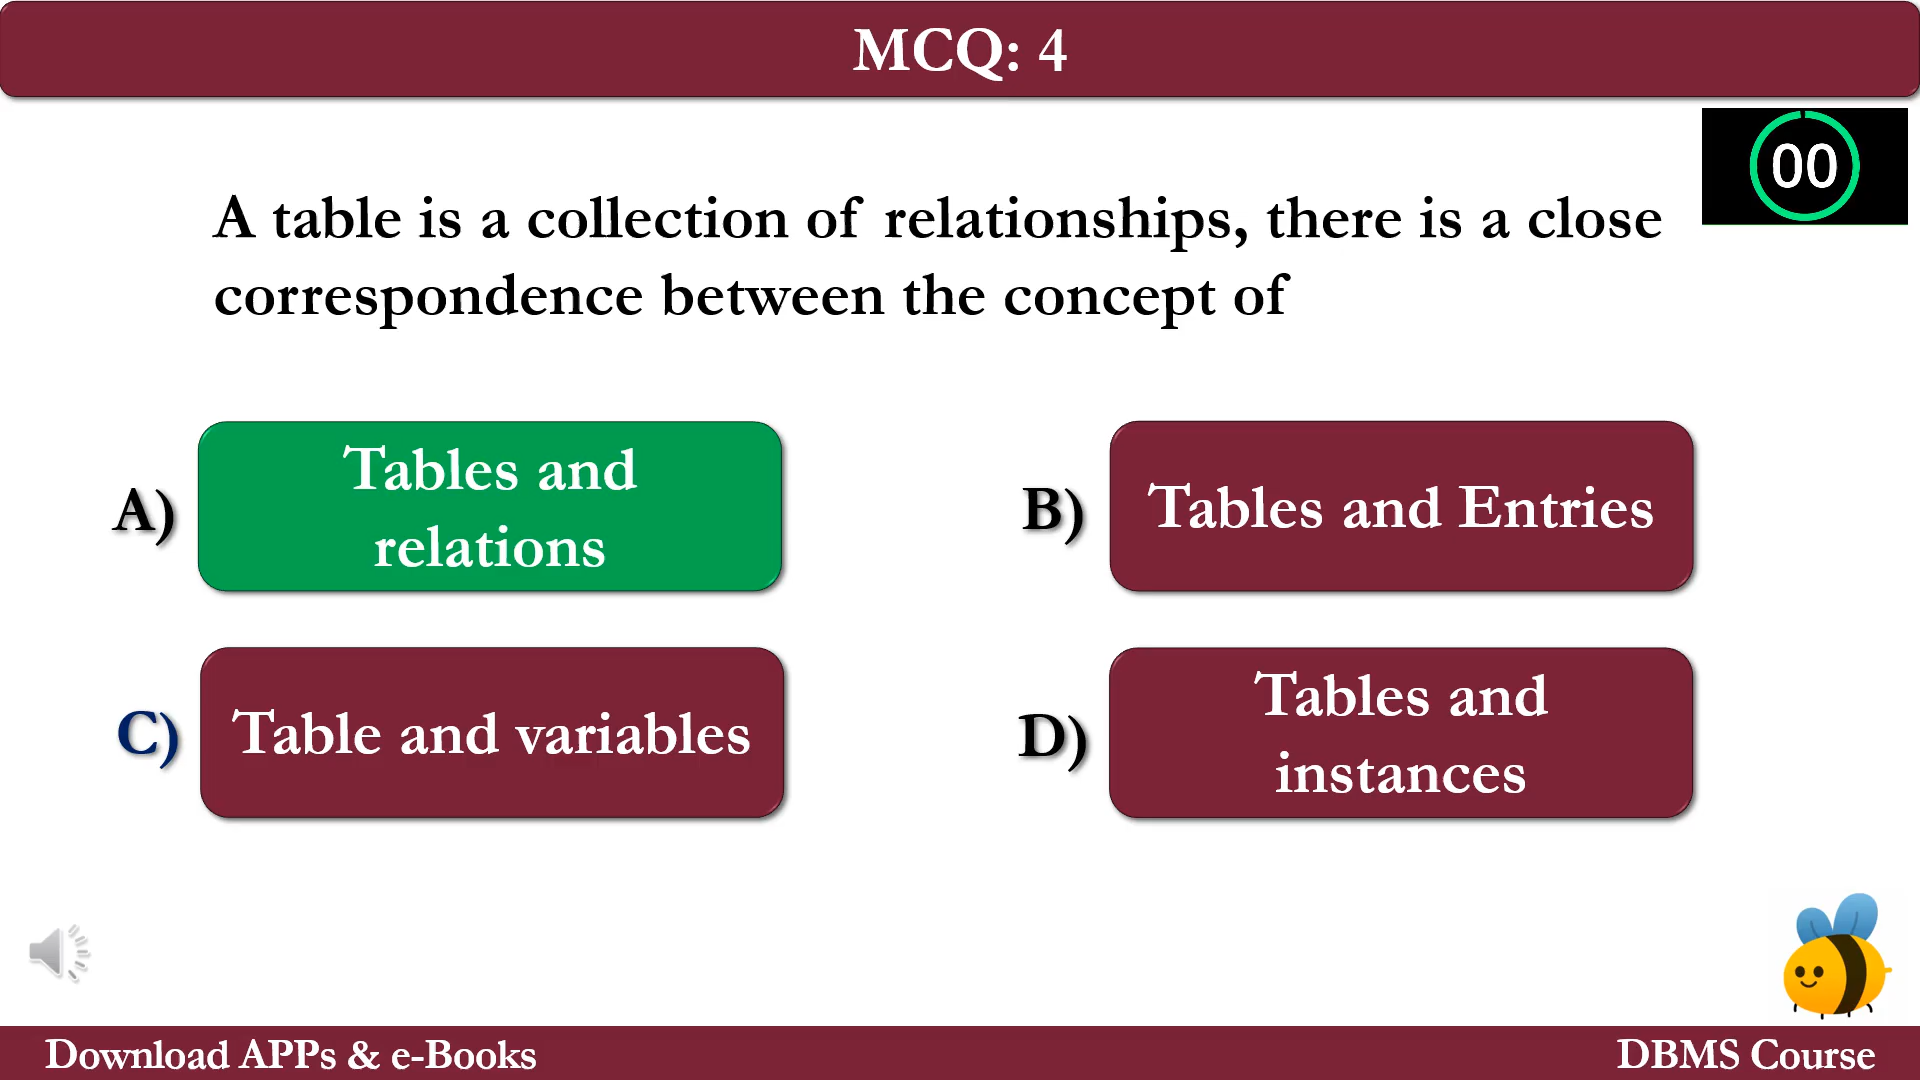 MCQ: 4
00
A table is a collection of relationships, there is a close
correspondence between the concept of
A)
Tables and
relations
B)
Tables and Entries
C)
Table and variables
D)
Tables and
instances
Download APPs & e-Books
DBMS Course